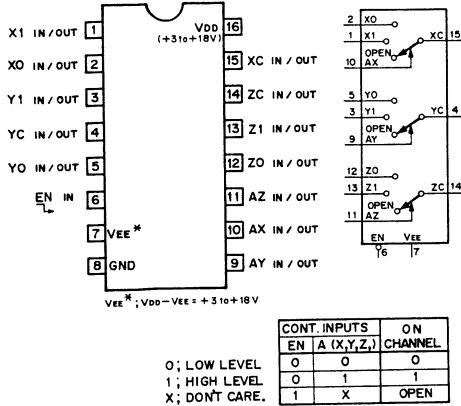 X1 IN/OUT 1
X0 IN/OUT 2
Y1 IN/OUT 3
YC IN/OUT 4
Y0 IN/OUT 5
EN IN 6
7 VEE*
8 GND
VDD 16
(+3 to +18V)
15 XC IN/OUT
14 ZC IN/OUT
13 Z1 IN/OUT
12 Z0 IN/OUT
11 AZ IN/OUT
10 AX IN/OUT
9 AY IN/OUT
VEE*; VDD-VEE = +3 to +18V
2 X0
1 X1 XC 15
OPEN
10 AX
5 Y0
3 Y1 YC 4
OPEN
9 AY
12 Z0
13 Z1 ZC 14
OPEN
11 AZ
EN VEE
6 7
CONT. INPUTS ON CHANNEL
EN A (X,Y,Z,)
0 0 0
0 1 1
1 X OPEN
0; LOW LEVEL
1; HIGH LEVEL
X; DON'T CARE.